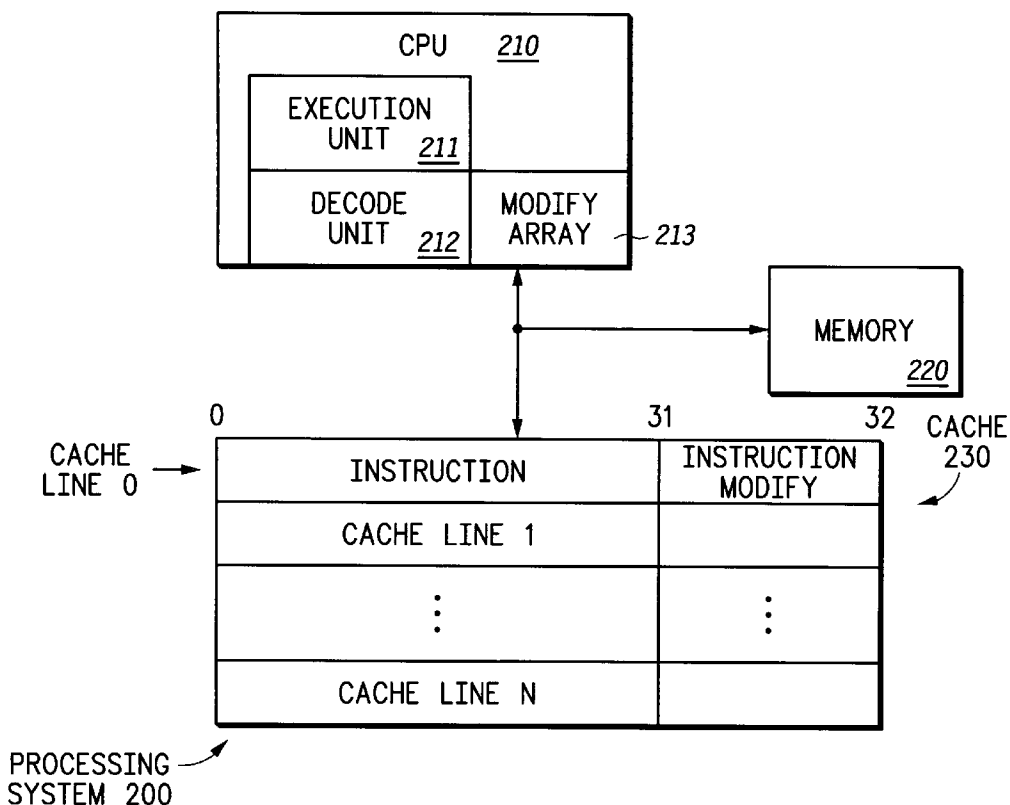 CPU 210
EXECUTION
UNIT 211
DECODE
UNIT 212
MODIFY
ARRAY
213
MEMORY
220
0 31 32
CACHE
LINE 0
INSTRUCTION
INSTRUCTION
MODIFY
CACHE
230
CACHE LINE 1
CACHE LINE N
PROCESSING
SYSTEM 200